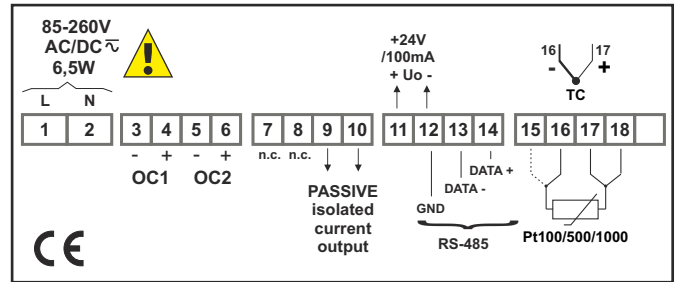 85-260V
AC/DC
6,5W
L N
+24V
/100mA
+ Uo -
16 17
- +
TC
1 2 3 4 5 6 7 8 9 10 11 12 13 14 15 16 17 18
- + - +
OC1 OC2
n.c. n.c.
PASSIVE
isolated
current
output
DATA +
DATA -
GND
RS-485
Pt100/500/1000
CE